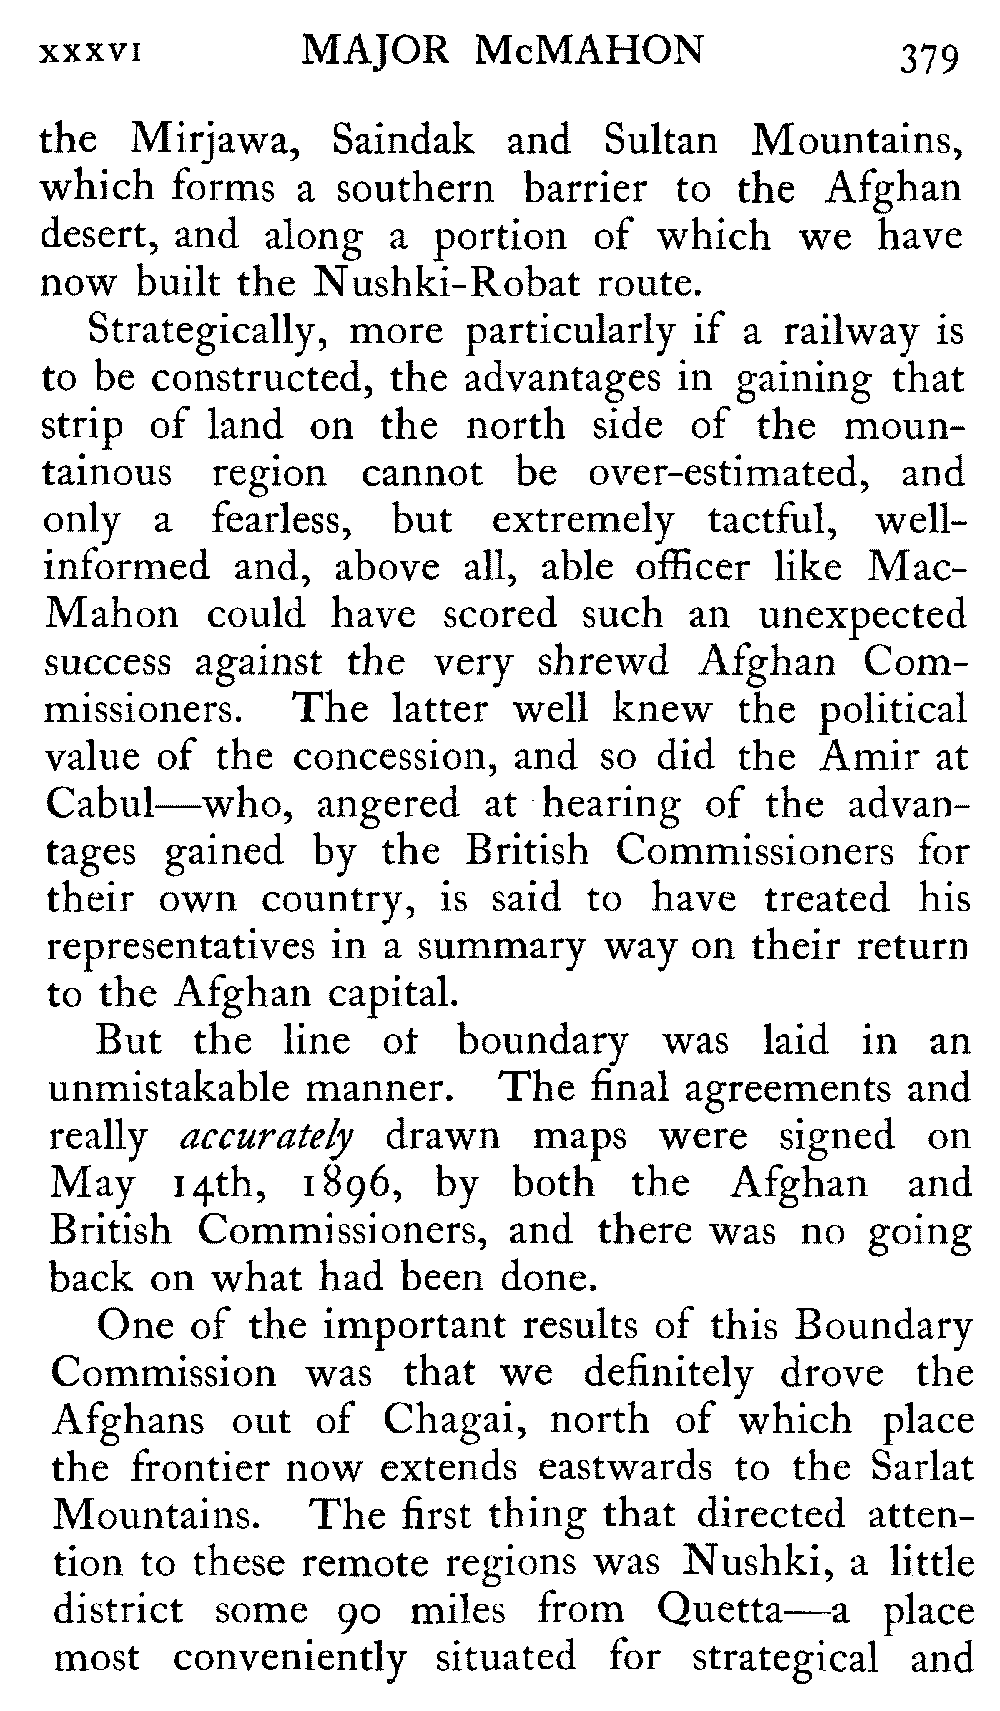 xxxvi MAJOR McMAHON 379
the Mirjawa, Saindak and Sultan Mountains,
which forms a southern barrier to the Afghan
desert, and along a portion of which we have
now built the Nushki-Robat route.
Strategically, more particularly if a railway is
to be constructed, the advantages in gaining that
strip of land on the north side of the moun-
tainous region cannot be over-estimated, and
only a fearless, but extremely tactful, well-
informed and, above all, able officer like Mac-
Mahon could have scored such an unexpected
success against the very shrewd Afghan Com-
missioners. The latter well knew the political
value of the concession, and so did the Amir at
Cabul—who, angered at hearing of the advan-
tages gained by the British Commissioners for
their own country, is said to have treated his
representatives in a summary way on their return
to the Afghan capital.
But the line of boundary was laid in an
unmistakable manner. The final agreements and
really accurately drawn maps were signed on
May 14th, 1896, by both the Afghan and
British Commissioners, and there was no going
back on what had been done.
One of the important results of this Boundary
Commission was that we definitely drove the
Afghans out of Chagai, north of which place
the frontier now extends eastwards to the Sarlat
Mountains. The first thing that directed atten-
tion to these remote regions was Nushki, a little
district some 90 miles from Quetta—a place
most conveniently situated for strategical and